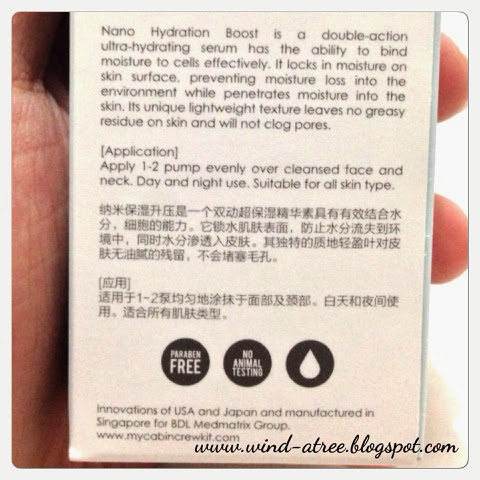 Nano Hydration Boost is a double-action
ultra-hydrating serum has the ability to bind
moisture to cells effectively. It locks in moisture on
skin surface, preventing moisture loss into the
environment while penetrates moisture into the
skin. Its unique lightweight texture leaves no greasy
residue on skin and will not clog pores.
[Application]
Apply 1-2 pump evenly over cleansed face and
neck. Day and night use. Suitable for all skin type.
纳米保湿升压是一个双动超保湿精华素具有有效结合水
分，细胞的能力。它锁水肌肤表面，防止水分流失到环
境中，同时水分渗透入皮肤。其独特的质地轻盈叶对皮
肤无油腻的残留，不会堵塞毛孔。
[应用]
适用于1-2泵均匀地涂抹于面部及颈部。白天和夜间使
用。适合所有肌肤类型。
PARABEN
FREE
NO
ANIMAL
TESTING
Innovations of USA and Japan and manufactured in
Singapore for BDL Medmatrix Group.
www.mycabincrewkit.com
www.wind-atree.blogspot.com